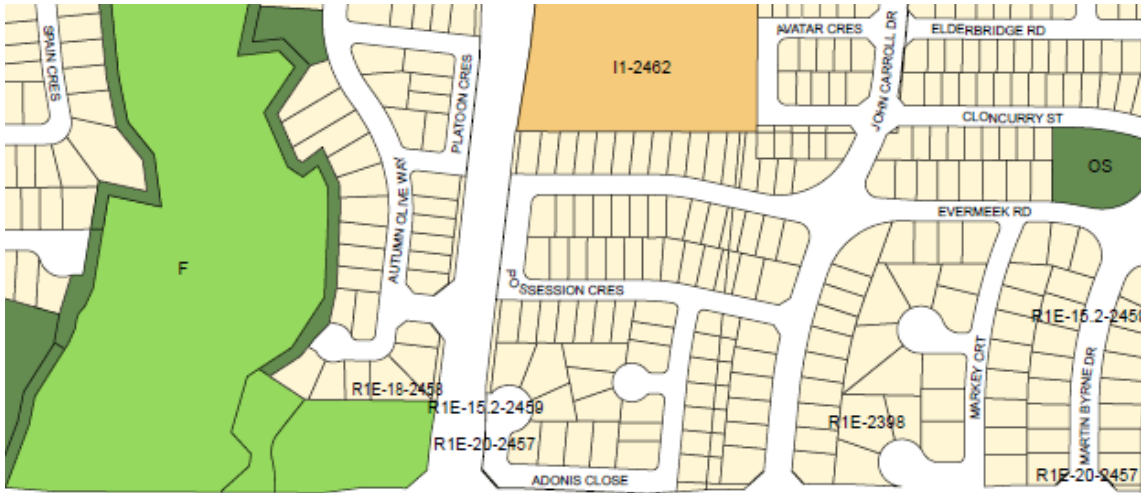 SPAIN CRES
AVATAR CRES
ELDERBRIDGE RD
JOHN CARROLL DR
I1-2462
PLATOON CRES
CLONCURRY ST
OS
AUTUMN OLIVE WAY
EVERMEEK RD
F
POSSESSION CRES
R1E-15.2-2450
MARKEY CRT
MARTIN BYRNE DR
R1E-18-2458
R1E-15.2-2459
R1E-2398
R1E-20-2457
R1E-20-2457
ADONIS CLOSE